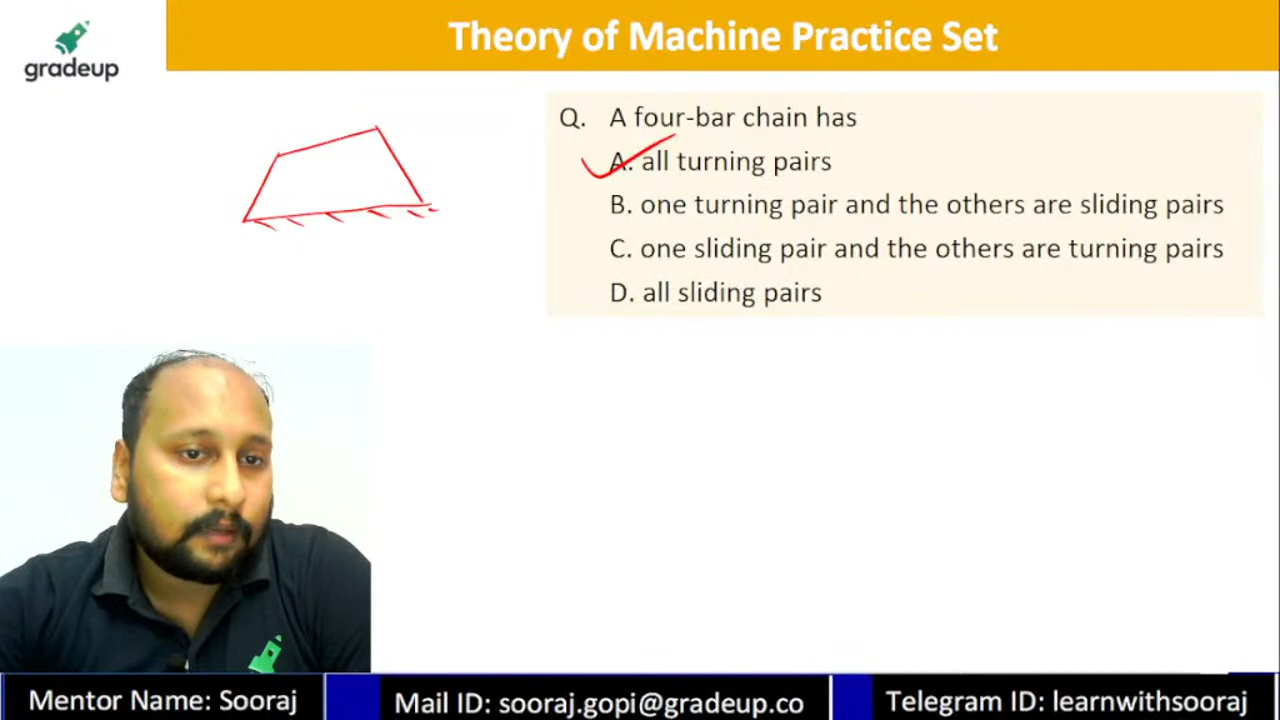 gradeup
Theory of Machine Practice Set
Q. A four-bar chain has
A. all turning pairs
B. one turning pair and the others are sliding pairs
C. one sliding pair and the others are turning pairs
D. all sliding pairs
Mentor Name: Sooraj
Mail ID: sooraj.gopi@gradeup.co
Telegram ID: learnwithsooraj